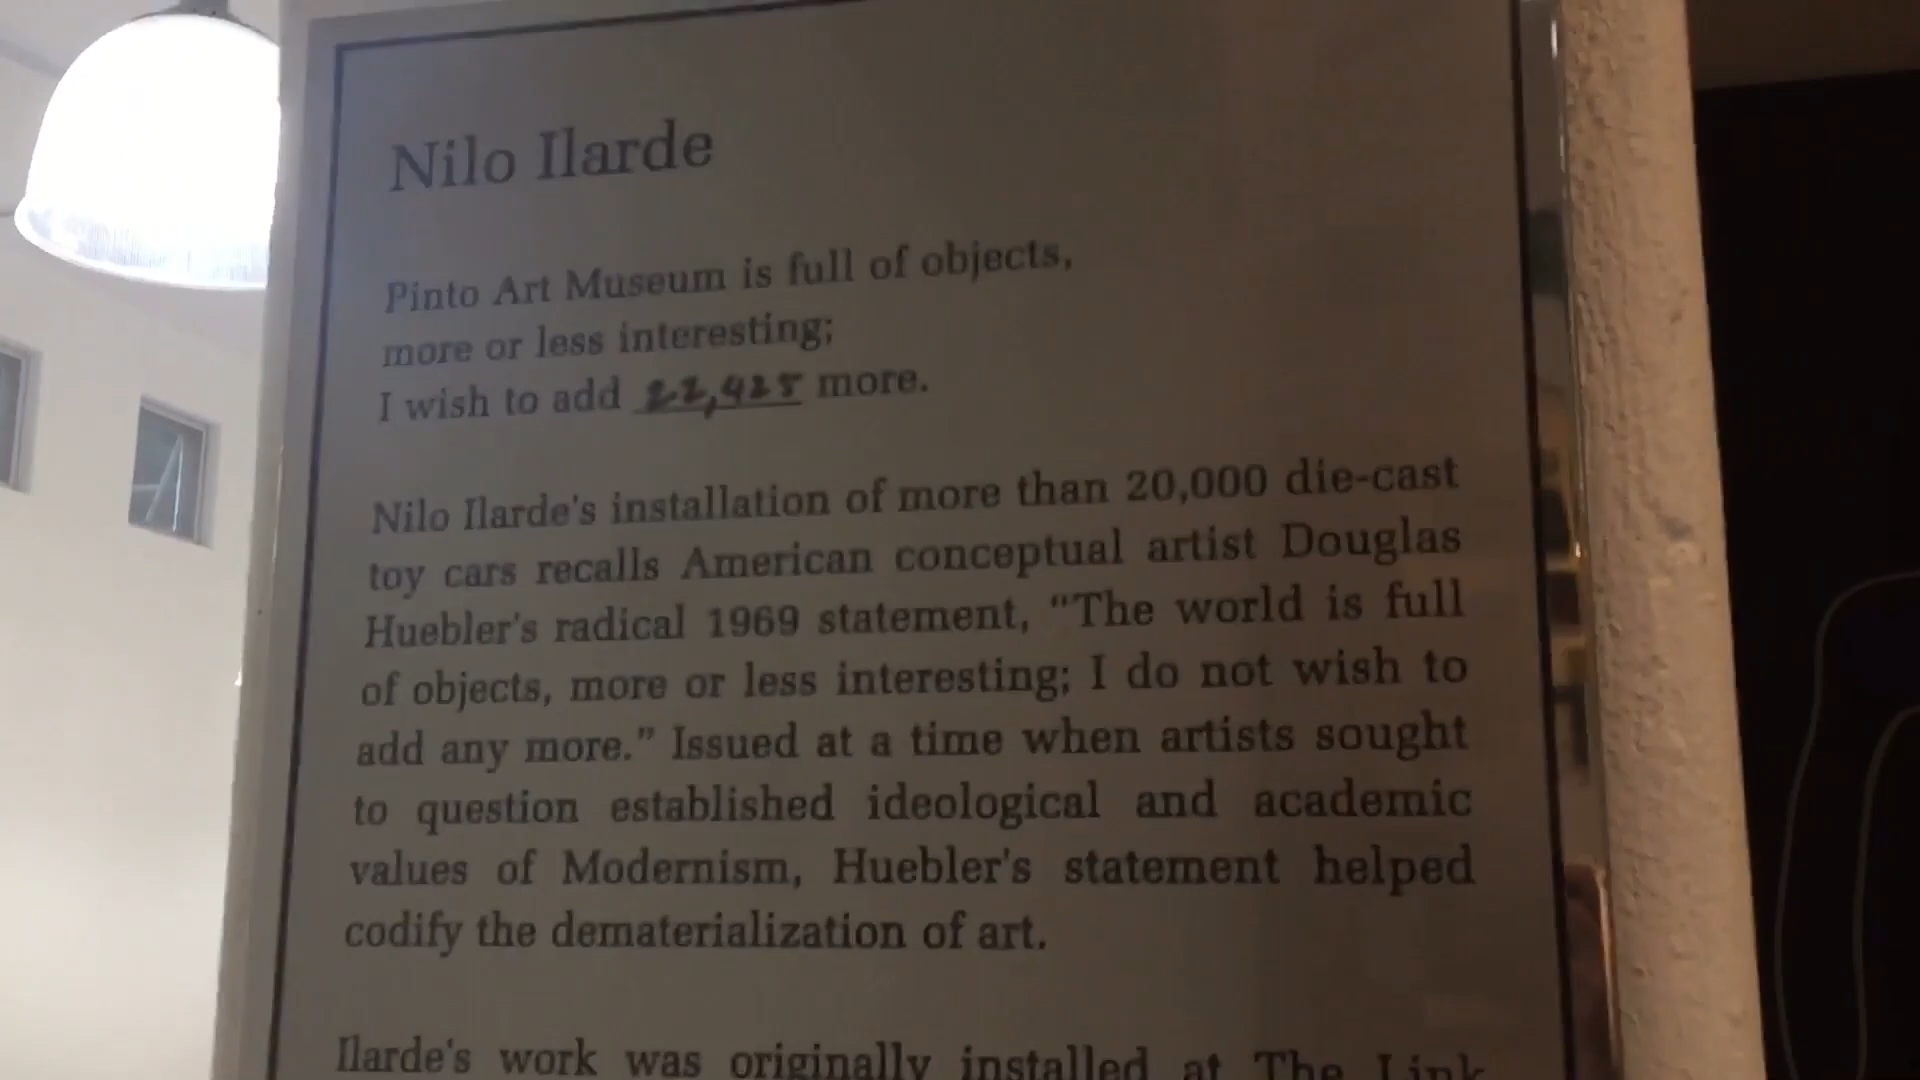 Nilo Ilarde
Pinto Art Museum is full of objects,
more or less interesting;
I wish to add 22,425 more.
Nilo Ilarde's installation of more than 20,000 die-cast
toy cars recalls American conceptual artist Douglas
Huebler's radical 1969 statement, “The world is full
of objects, more or less interesting; I do not wish to
add any more.” Issued at a time when artists sought
to question established ideological and academic
values of Modernism, Huebler's statement helped
codify the dematerialization of art.
Ilarde's work was originally installed at The Link